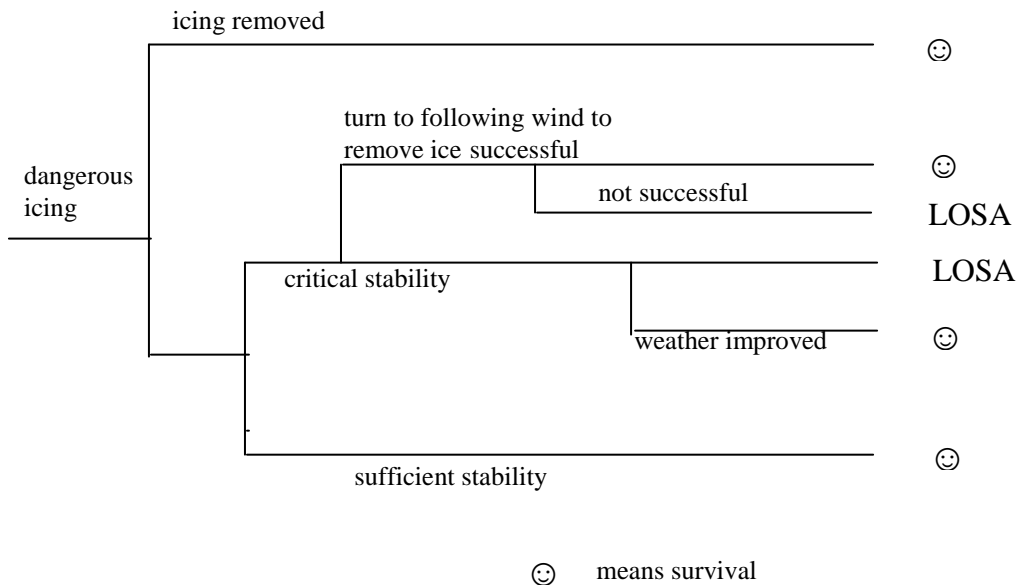 icing removed
☺
turn to following wind to
remove ice successful
☺
dangerous
icing
not successful
LOSA
LOSA
critical stability
weather improved
☺
☺
sufficient stability
☺ means survival